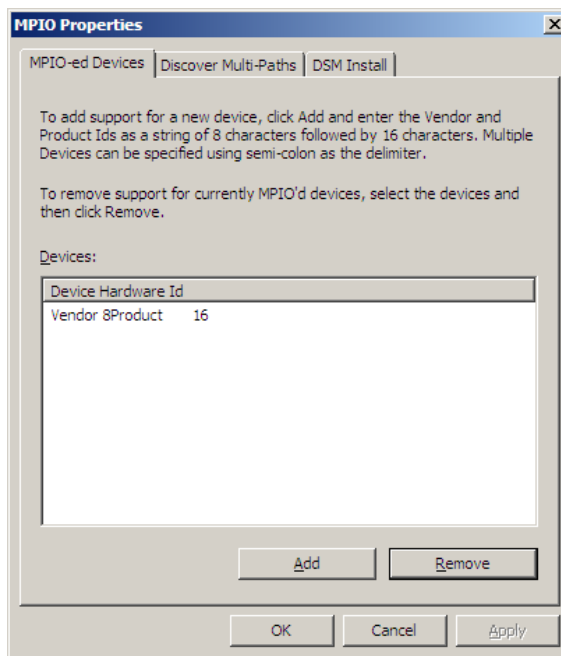 MPIO Properties
MPIO-ed Devices Discover Multi-Paths DSM Install
To add support for a new device, click Add and enter the Vendor and
Product Ids as a string of 8 characters followed by 16 characters. Multiple
Devices can be specified using semi-colon as the delimiter.
To remove support for currently MPIO'd devices, select the devices and
then click Remove.
Devices:
Device Hardware Id
Vendor 8Product 16
Add Remove
OK Cancel Apply